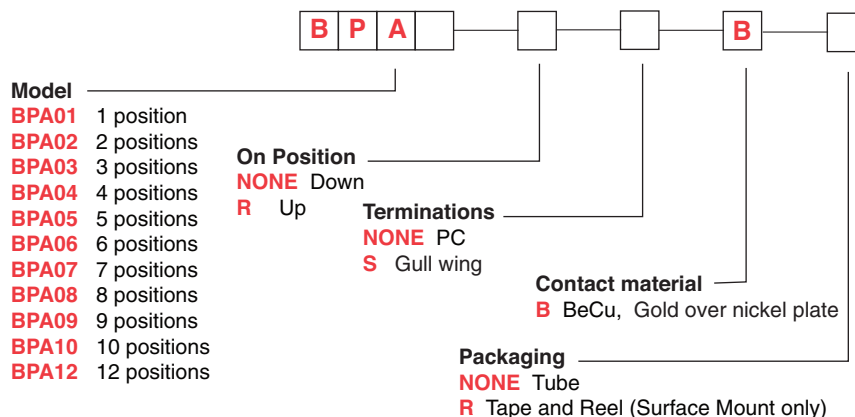 B P A B
Model
BPA01 1 position
BPA02 2 positions
BPA03 3 positions
BPA04 4 positions
BPA05 5 positions
BPA06 6 positions
BPA07 7 positions
BPA08 8 positions
BPA09 9 positions
BPA10 10 positions
BPA12 12 positions
On Position
NONE Down
R Up
Terminations
NONE PC
S Gull wing
Contact material
B BeCu, Gold over nickel plate
Packaging
NONE Tube
R Tape and Reel (Surface Mount only)